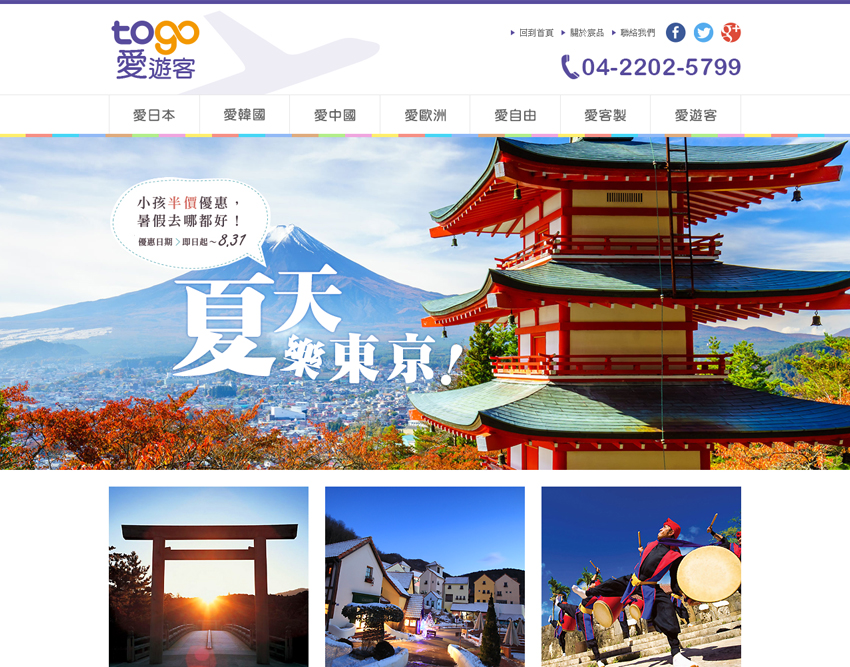 togo
愛遊客
回到首頁
關於宸品
聯絡我們
04-2202-5799
愛日本
愛韓國
愛中國
愛歐洲
愛自由
愛客製
愛遊客
小孩半價優惠，
暑假去哪都好！
優惠日期>即日起~8.31
夏天
樂東京!